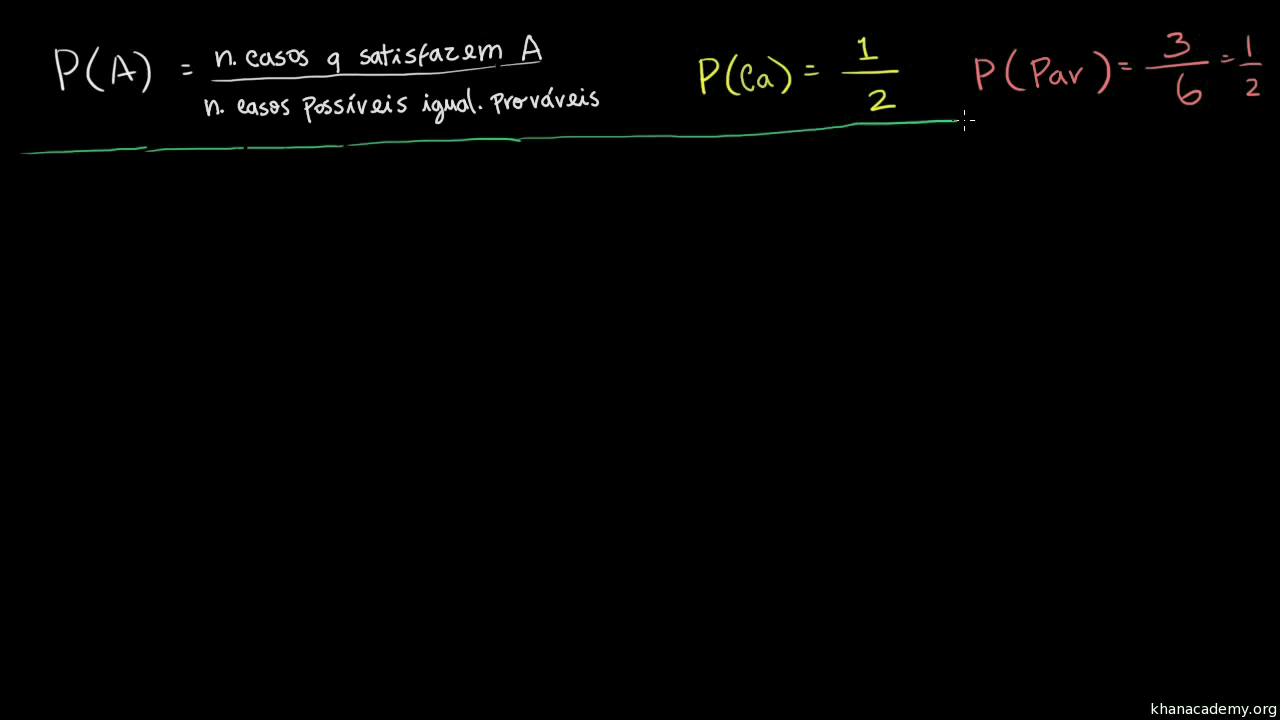 P(A) = n. casos q satisfazem A / n. casos possíveis igual. prováveis
P(Ca) = 1/2
P(Par) = 3/6 = 1/2
khanacademy.org